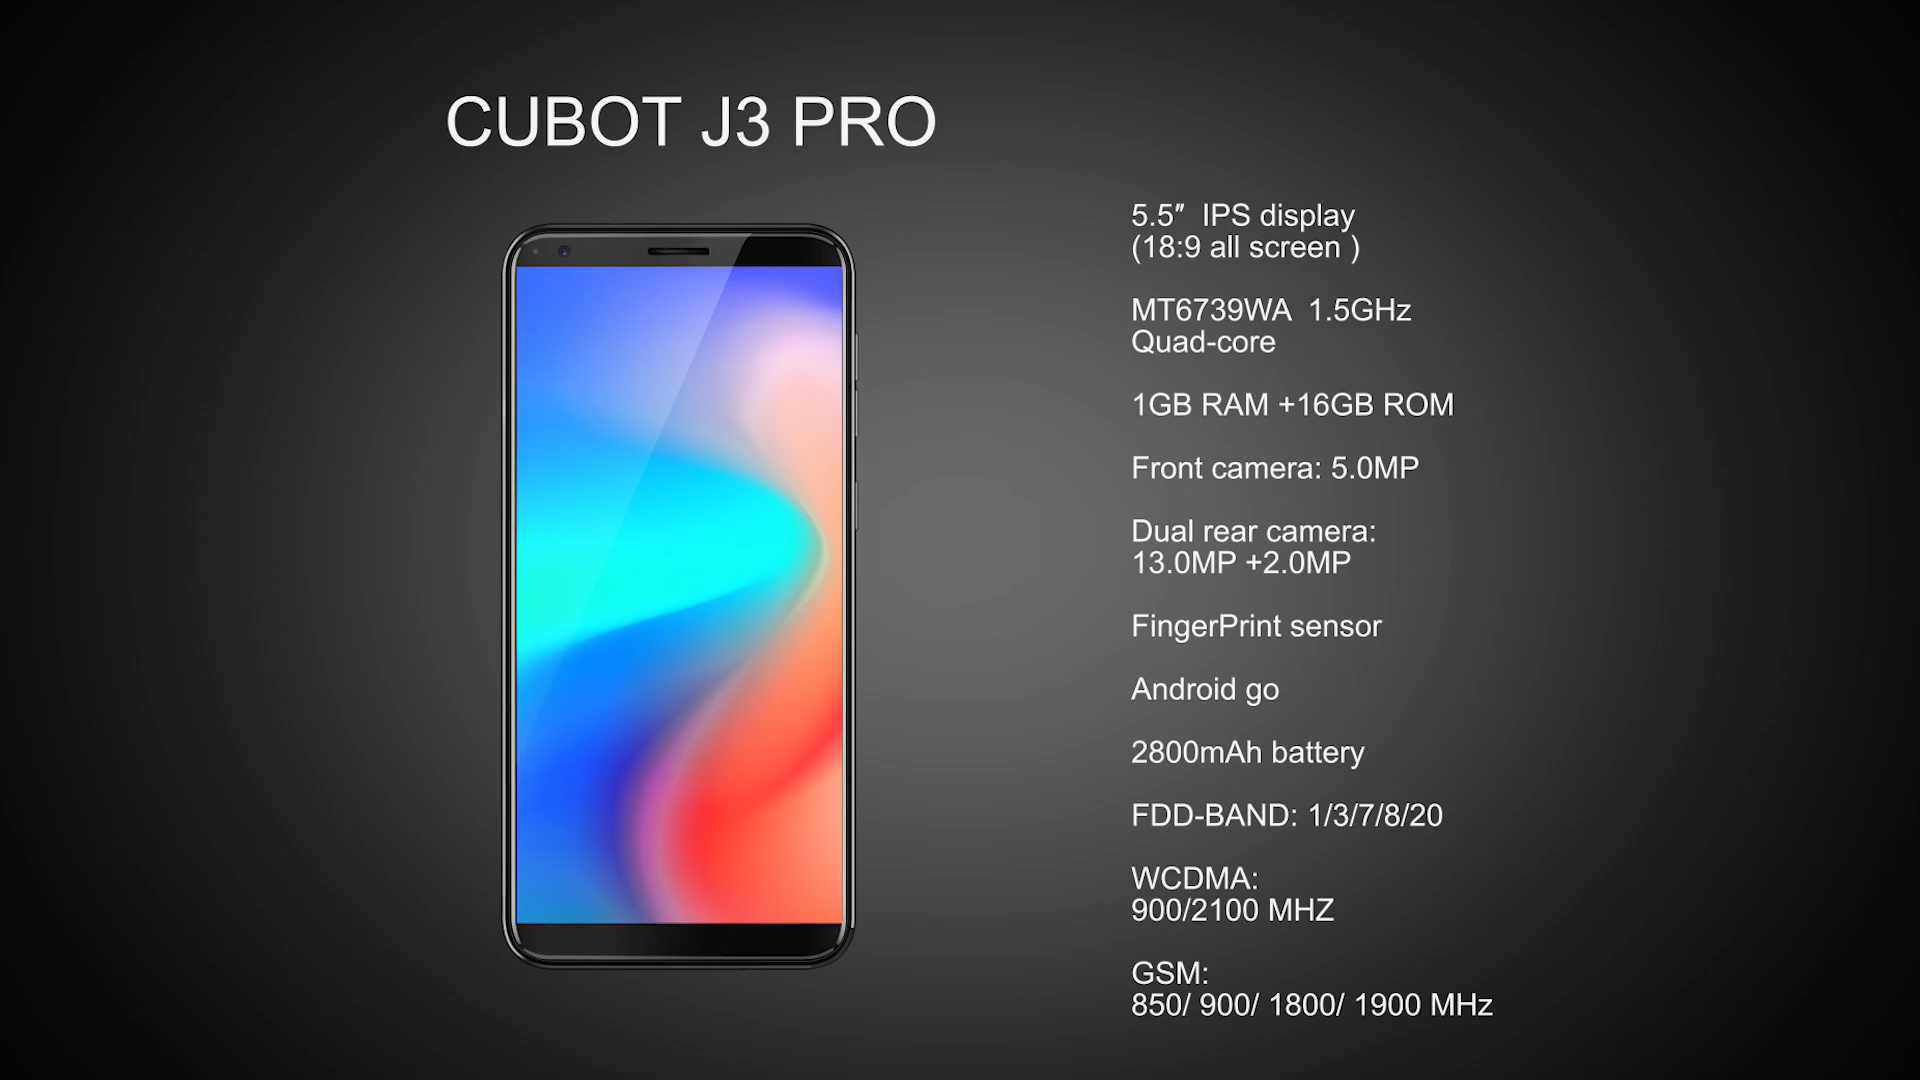 CUBOT J3 PRO
5.5″ IPS display
(18:9 all screen )
MT6739WA 1.5GHz
Quad-core
1GB RAM +16GB ROM
Front camera: 5.0MP
Dual rear camera:
13.0MP +2.0MP
FingerPrint sensor
Android go
2800mAh battery
FDD-BAND: 1/3/7/8/20
WCDMA:
900/2100 MHZ
GSM:
850/ 900/ 1800/ 1900 MHz